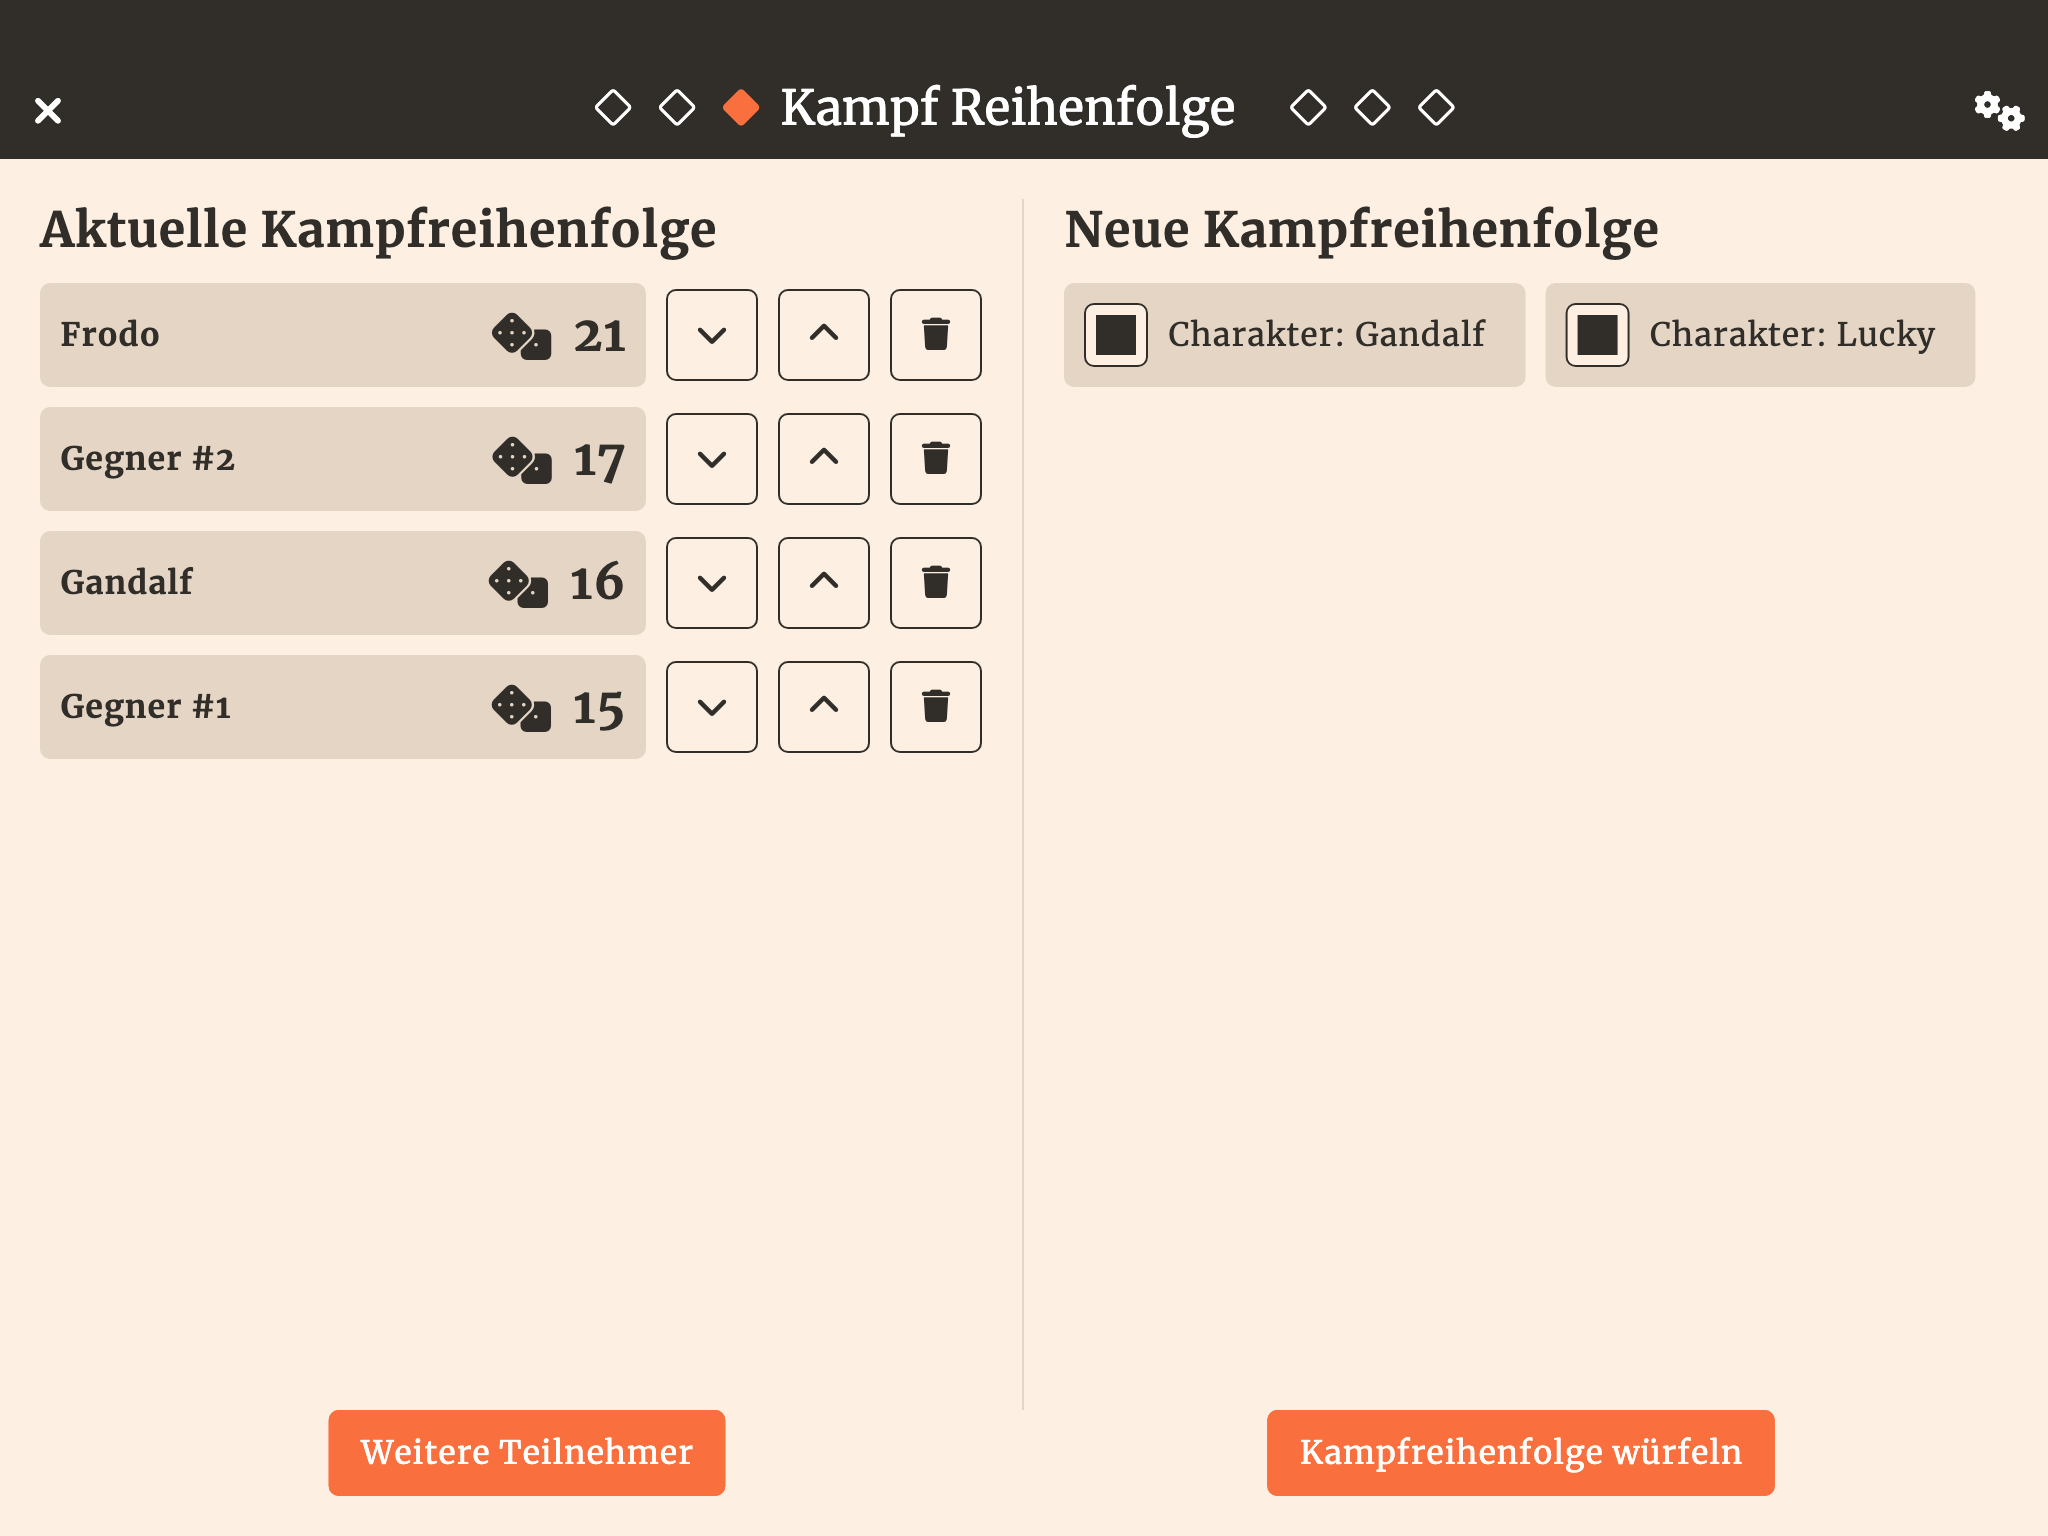 Kampf Reihenfolge
Aktuelle Kampfreihenfolge
Frodo 21
Gegner #2 17
Gandalf 16
Gegner #1 15
Weitere Teilnehmer
Neue Kampfreihenfolge
Charakter: Gandalf Charakter: Lucky
Kampfreihenfolge würfeln